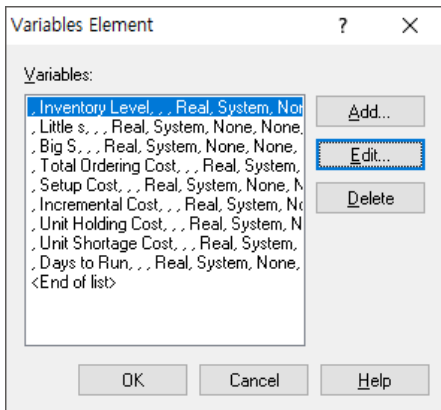 Variables Element
?
Variables:
, Inventory Level, , , Real, System, Non
, Little s, , , Real, System, None, None,
, Big S, , , Real, System, None, None,
, Total Ordering Cost, , , Real, System,
, Setup Cost, , , Real, System, None, N
, Incremental Cost, , , Real, System, No
, Unit Holding Cost, , , Real, System, N
, Unit Shortage Cost, , , Real, System,
, Days to Run, , , Real, System, None,
<End of list>
Add...
Edit...
Delete
OK
Cancel
Help